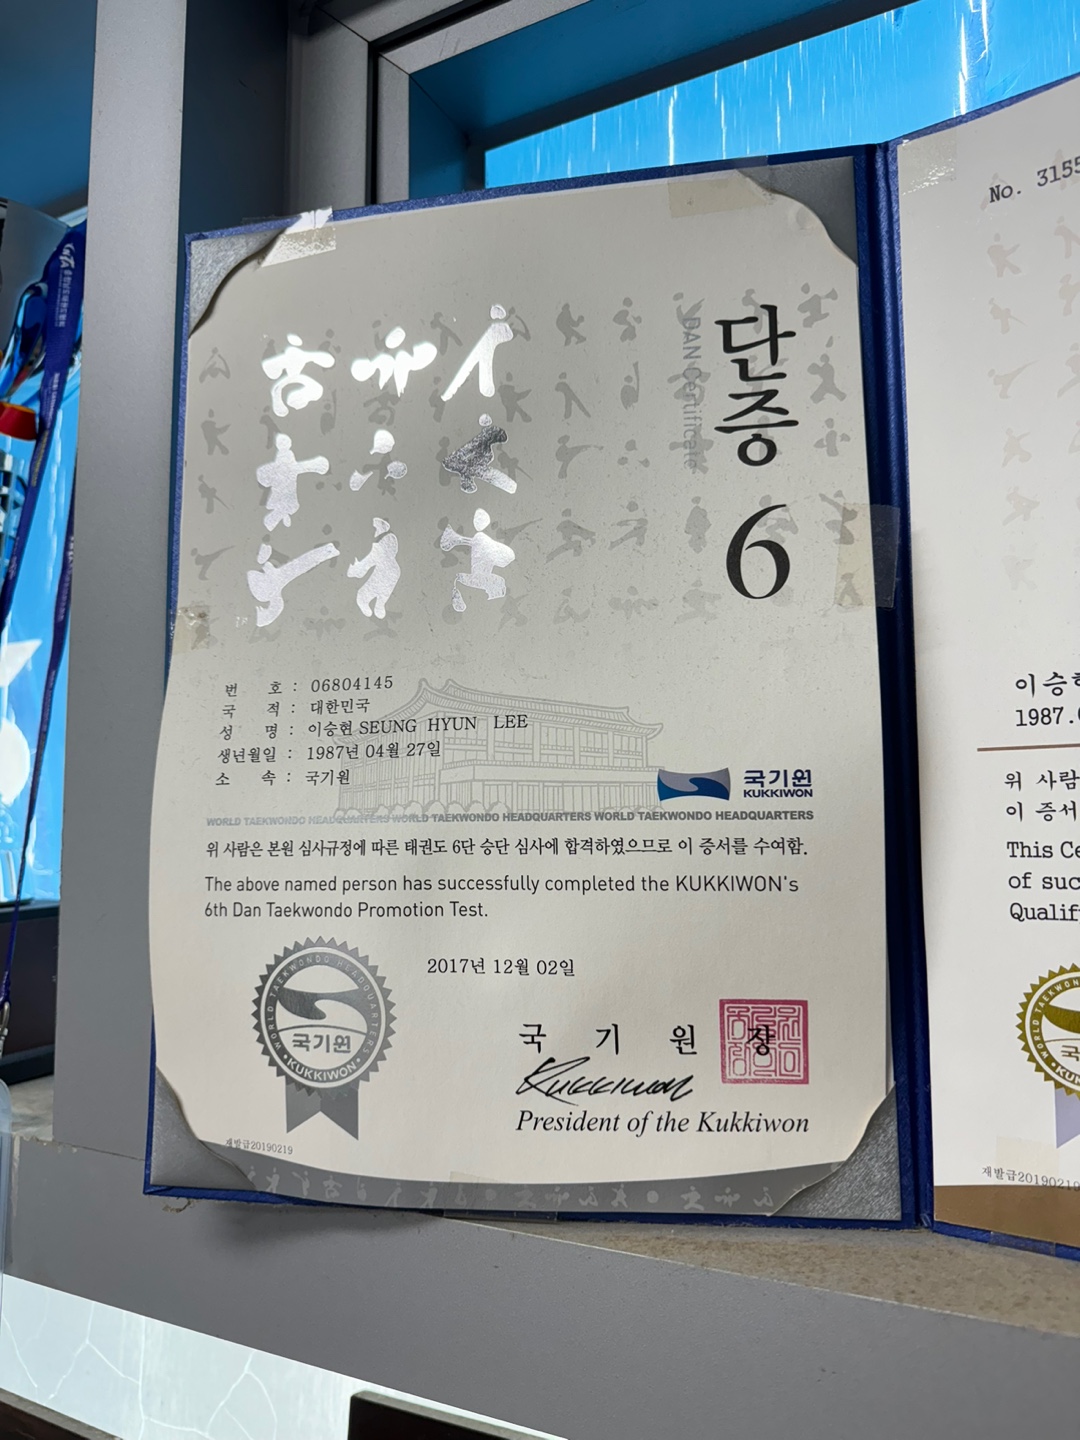 단증 6
DAN Certificate
번 호 : 06804145
국 적 : 대한민국
성 명 : 이승현 SEUNG HYUN LEE
생년월일 : 1987년 04월 27일
소 속 : 국기원
국기원
KUKKIWON
WORLD TAEKWONDO HEADQUARTERS WORLD TAEKWONDO HEADQUARTERS WORLD TAEKWONDO HEADQUARTERS
위 사람은 본원 심사규정에 따른 태권도 6단 승단 심사에 합격하였으므로 이 증서를 수여함.
The above named person has successfully completed the KUKKIWON's
6th Dan Taekwondo Promotion Test.
2017년 12월 02일
WORLD TAEKWONDO HEADQUARTERS
국기원
KUKKIWON
국 기 원 장
Kukkiwon
President of the Kukkiwon
재발급20190219
No. 3155
이승현
1987.0
위 사람
이 증서
This Ce
of suc
Qualif
재발급20190219